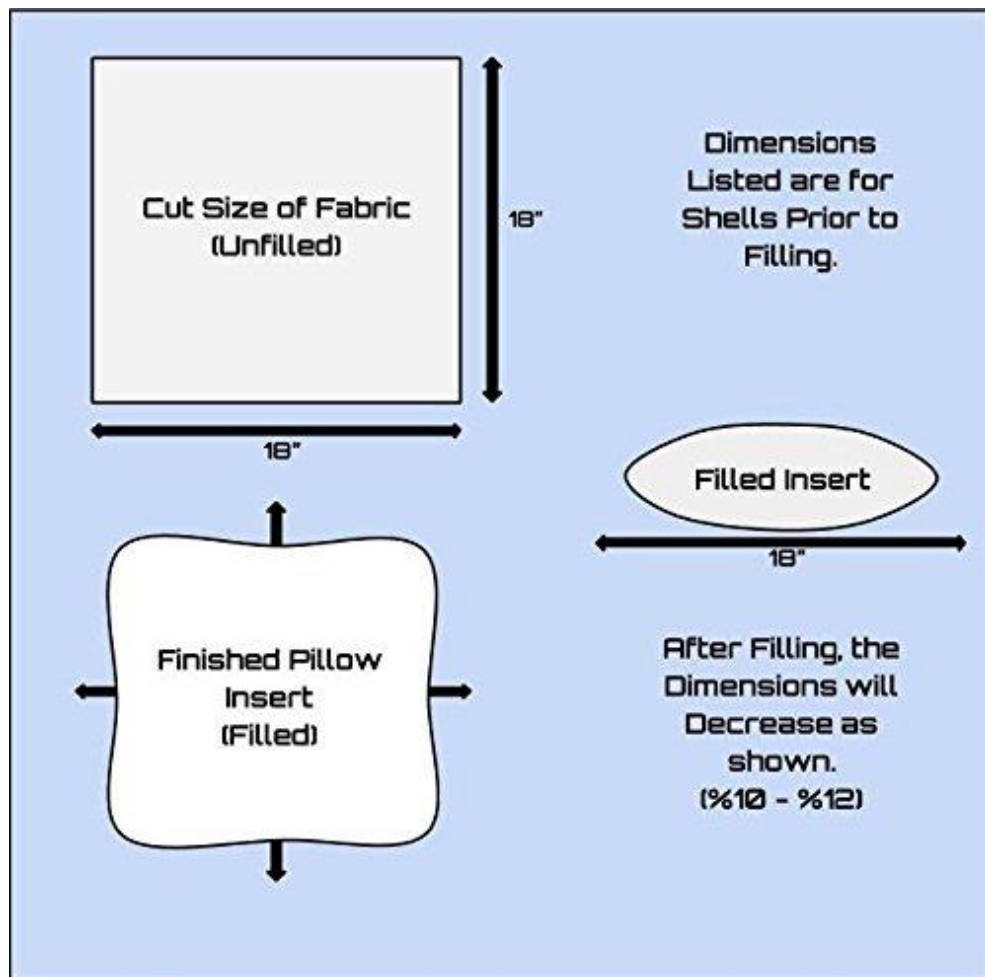 Cut Size of Fabric
(Unfilled)
18"
18"
Dimensions
Listed are for
Shells Prior to
Filling.
Filled Insert
18"
Finished Pillow
Insert
(Filled)
After Filling, the
Dimensions will
Decrease as
shown.
(%10 - %12)